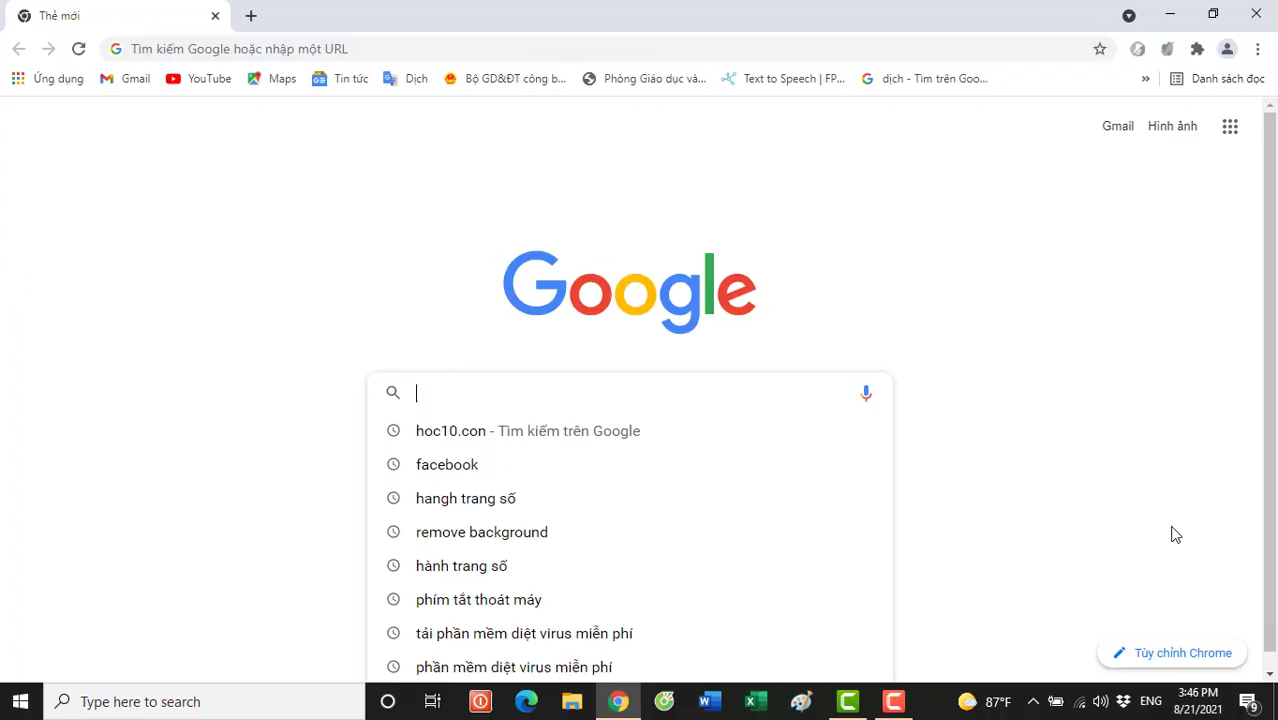 Thẻ mới
Tìm kiếm Google hoặc nhập một URL
Ứng dụng Gmail YouTube Maps Tin tức Dịch Bộ GD&ĐT công b... Phòng Giáo dục và... Text to Speech | FP... dịch - Tìm trên Goo... » Danh sách đọc
Gmail Hình ảnh
Google
hoc10.con - Tìm kiếm trên Google
facebook
hangh trang số
remove background
hành trang số
phím tắt thoát máy
tải phần mềm diệt virus miễn phí
phần mềm diệt virus miễn phí
Tùy chỉnh Chrome
Type here to search
87°F ENG
3:46 PM
8/21/2021
9